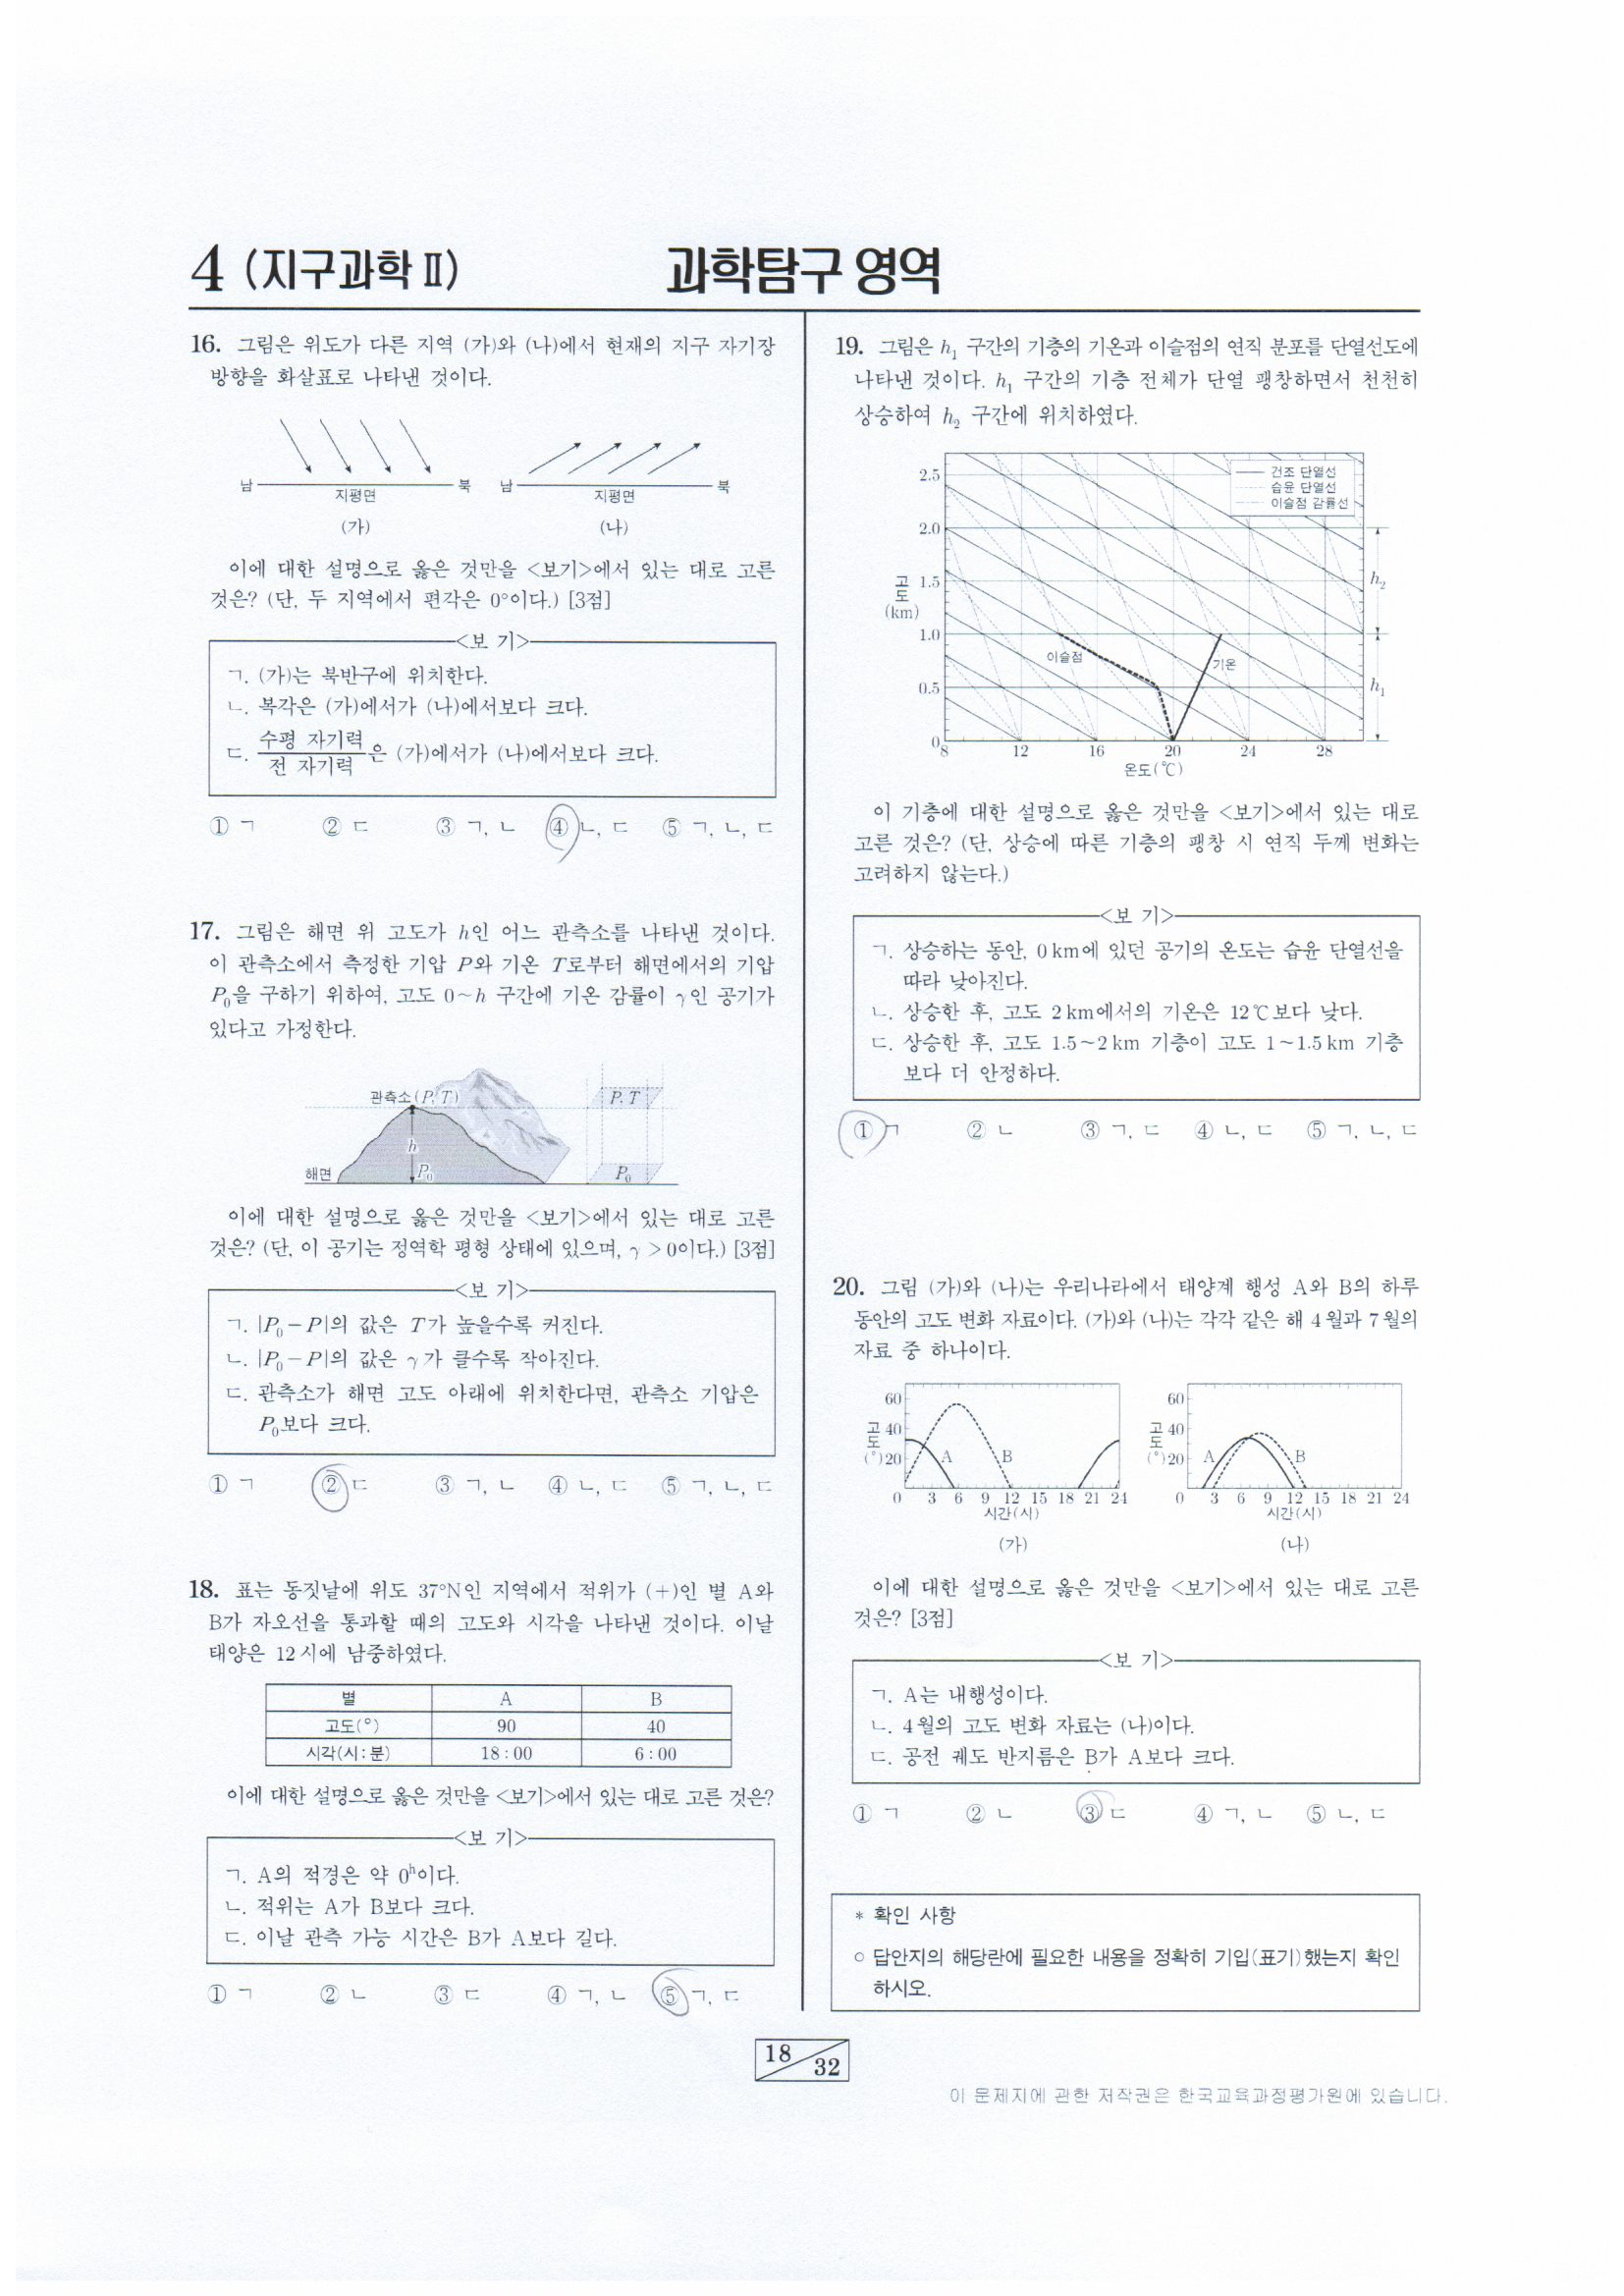 4 (지구과학 Ⅱ)
과학탐구 영역
16. 그림은 위도가 다른 지역 (가)와 (나)에서 현재의 지구 자기장
방향을 화살표로 나타낸 것이다.
남 지평면 북 남 지평면 북
(가) (나)
이에 대한 설명으로 옳은 것만을 <보기>에서 있는 대로 고른
것은? (단, 두 지역에서 편각은 0°이다.) [3점]
<보 기>
ㄱ. (가)는 북반구에 위치한다.
ㄴ. 복각은 (가)에서가 (나)에서보다 크다.
ㄷ. 수평 자기력/전 자기력은 (가)에서가 (나)에서보다 크다.
① ㄱ ② ㄷ ③ ㄱ, ㄴ ④ ㄴ, ㄷ ⑤ ㄱ, ㄴ, ㄷ
17. 그림은 해면 위 고도가 h인 어느 관측소를 나타낸 것이다.
이 관측소에서 측정한 기압 P와 기온 T로부터 해면에서의 기압
P₀을 구하기 위하여, 고도 0~h 구간에 기온 감률이 γ인 공기가
있다고 가정한다.
관측소(P, T) P, T
h
해면 P₀ P₀
이에 대한 설명으로 옳은 것만을 <보기>에서 있는 대로 고른
것은? (단, 이 공기는 정역학 평형 상태에 있으며, γ > 0이다.) [3점]
<보 기>
ㄱ. |P₀-P|의 값은 T가 높을수록 커진다.
ㄴ. |P₀-P|의 값은 γ가 클수록 작아진다.
ㄷ. 관측소가 해면 고도 아래에 위치한다면, 관측소 기압은
P₀보다 크다.
① ㄱ ② ㄷ ③ ㄱ, ㄴ ④ ㄴ, ㄷ ⑤ ㄱ, ㄴ, ㄷ
18. 표는 동짓날에 위도 37°N인 지역에서 적위가 (+)인 별 A와
B가 자오선을 통과할 때의 고도와 시각을 나타낸 것이다. 이날
태양은 12시에 남중하였다.
별 A B
고도(°) 90 40
시각(시:분) 18:00 6:00
이에 대한 설명으로 옳은 것만을 <보기>에서 있는 대로 고른 것은?
<보 기>
ㄱ. A의 적경은 약 0ʰ이다.
ㄴ. 적위는 A가 B보다 크다.
ㄷ. 이날 관측 가능 시간은 B가 A보다 길다.
① ㄱ ② ㄴ ③ ㄷ ④ ㄱ, ㄴ ⑤ ㄱ, ㄷ
19. 그림은 h₁ 구간의 기층의 기온과 이슬점의 연직 분포를 단열선도에
나타낸 것이다. h₁ 구간의 기층 전체가 단열 팽창하면서 천천히
상승하여 h₂ 구간에 위치하였다.
건조 단열선
습윤 단열선
이슬점 감률선
2.5
2.0
고도 1.5 h₂
(km)
1.0
이슬점 기온
0.5 h₁
0
8 12 16 20 24 28
온도(℃)
이 기층에 대한 설명으로 옳은 것만을 <보기>에서 있는 대로
고른 것은? (단, 상승에 따른 기층의 팽창 시 연직 두께 변화는
고려하지 않는다.)
<보 기>
ㄱ. 상승하는 동안, 0 km에 있던 공기의 온도는 습윤 단열선을
따라 낮아진다.
ㄴ. 상승한 후, 고도 2 km에서의 기온은 12℃보다 낮다.
ㄷ. 상승한 후, 고도 1.5~2 km 기층이 고도 1~1.5 km 기층
보다 더 안정하다.
① ㄱ ② ㄴ ③ ㄱ, ㄷ ④ ㄴ, ㄷ ⑤ ㄱ, ㄴ, ㄷ
20. 그림 (가)와 (나)는 우리나라에서 태양계 행성 A와 B의 하루
동안의 고도 변화 자료이다. (가)와 (나)는 각각 같은 해 4월과 7월의
자료 중 하나이다.
60 60
고도 40 고도 40
(°) 20 A B (°) 20 A B
0 3 6 9 12 15 18 21 24 0 3 6 9 12 15 18 21 24
시간(시) 시간(시)
(가) (나)
이에 대한 설명으로 옳은 것만을 <보기>에서 있는 대로 고른
것은? [3점]
<보 기>
ㄱ. A는 내행성이다.
ㄴ. 4월의 고도 변화 자료는 (나)이다.
ㄷ. 공전 궤도 반지름은 B가 A보다 크다.
① ㄱ ② ㄴ ③ ㄷ ④ ㄱ, ㄴ ⑤ ㄴ, ㄷ
* 확인 사항
○ 답안지의 해당란에 필요한 내용을 정확히 기입(표기)했는지 확인
하시오.
18 32
이 문제지에 관한 저작권은 한국교육과정평가원에 있습니다.